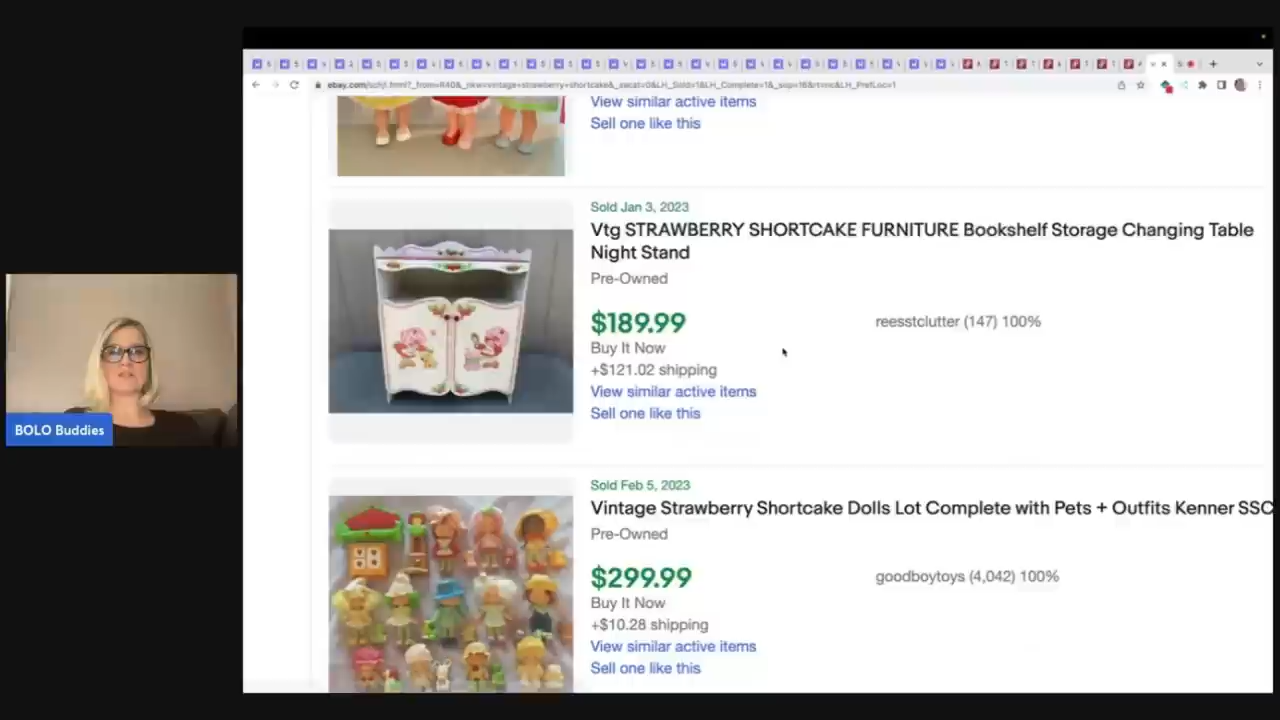 View similar active items
Sell one like this
Sold Jan 3, 2023
Vtg STRAWBERRY SHORTCAKE FURNITURE Bookshelf Storage Changing Table
Night Stand
Pre-Owned
$189.99
reesstclutter (147) 100%
Buy It Now
+$121.02 shipping
View similar active items
Sell one like this
BOLO Buddies
Sold Feb 5, 2023
Vintage Strawberry Shortcake Dolls Lot Complete with Pets + Outfits Kenner SSC
Pre-Owned
$299.99
goodboytoys (4,042) 100%
Buy It Now
+$10.28 shipping
View similar active items
Sell one like this